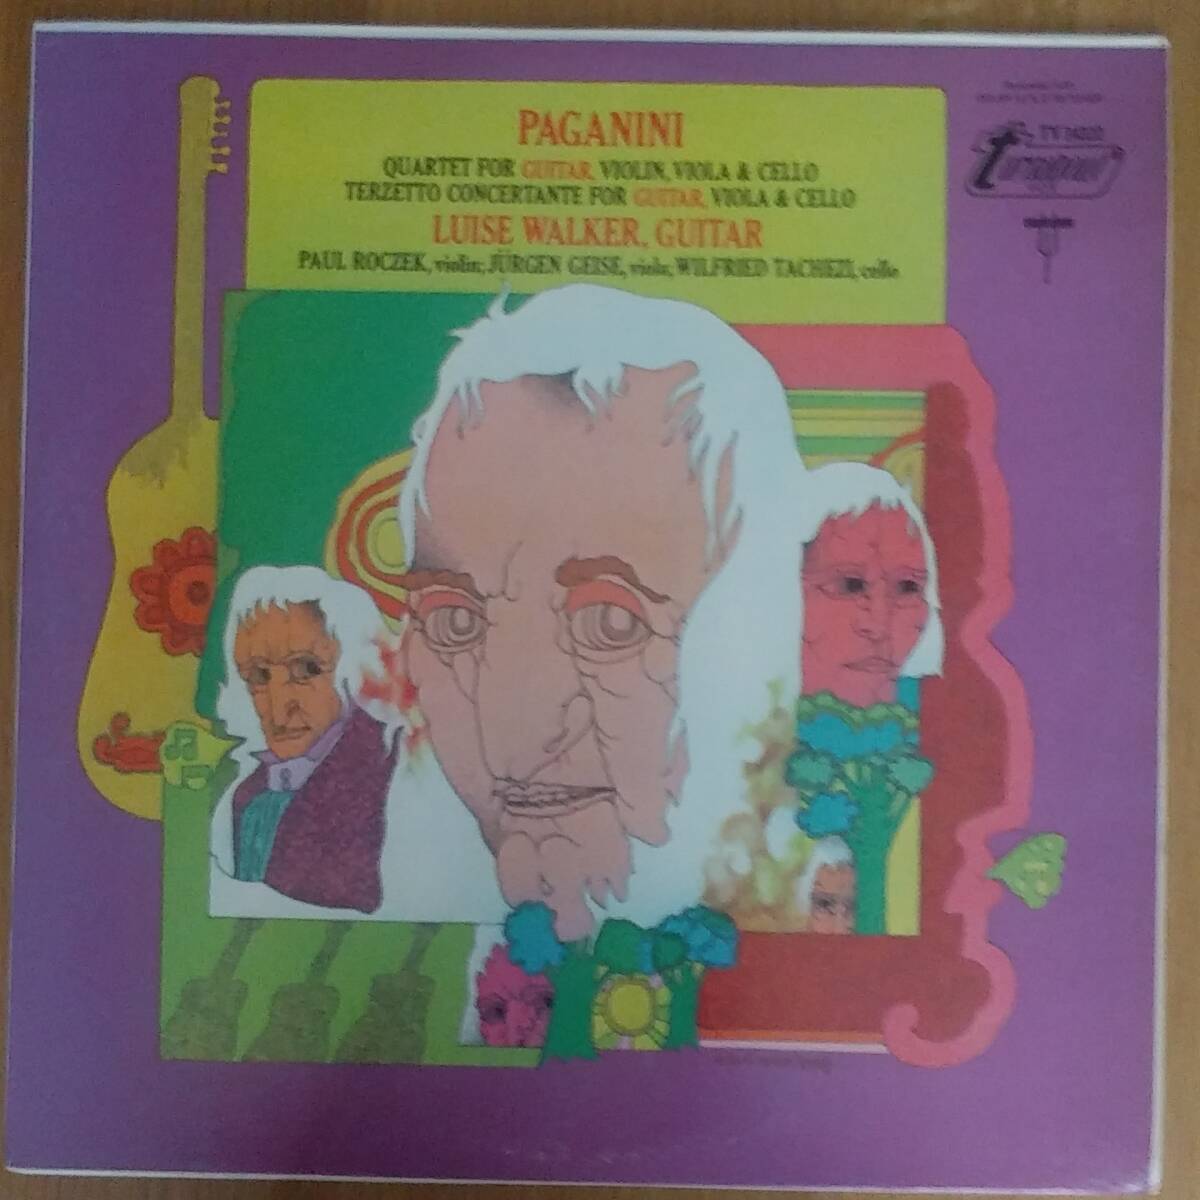 PAGANINI
QUARTET FOR GUITAR, VIOLIN, VIOLA & CELLO
TERZETTO CONCERTANTE FOR GUITAR, VIOLA & CELLO
LUISE WALKER, GUITAR
PAUL ROCZEK, violin; JÜRGEN GEISE, viola; WILFRIED TACHEZI, cello
turnabout